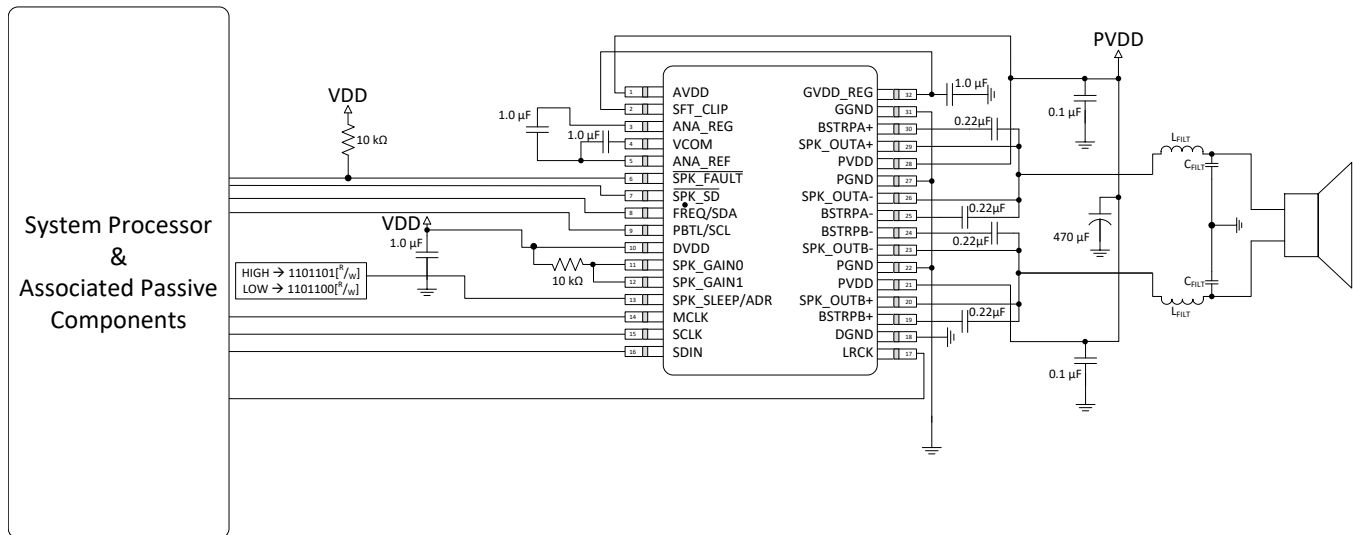 System Processor
&
Associated Passive
Components
VDD
10 kΩ
VDD
1.0 µF
HIGH → 1101101[R/W]
LOW → 1101100[R/W]
1.0 µF
1.0 µF
10 kΩ
1 AVDD
2 SFT_CLIP
3 ANA_REG
4 VCOM
5 ANA_REF
6 SPK_FAULT
7 SPK_SD
8 FREQ/SDA
9 PBTL/SCL
10 DVDD
11 SPK_GAIN0
12 SPK_GAIN1
13 SPK_SLEEP/ADR
14 MCLK
15 SCLK
16 SDIN
GVDD_REG 32
GGND 31
BSTRPA+ 30
SPK_OUTA+ 29
PVDD 28
PGND 27
SPK_OUTA- 26
BSTRPA- 25
BSTRPB- 24
SPK_OUTB- 23
PGND 22
PVDD 21
SPK_OUTB+ 20
BSTRPB+ 19
DGND 18
LRCK 17
1.0 µF
0.22µF
0.22µF
0.22µF
0.22µF
PVDD
0.1 µF
470 µF
0.1 µF
LFILT
CFILT
CFILT
LFILT